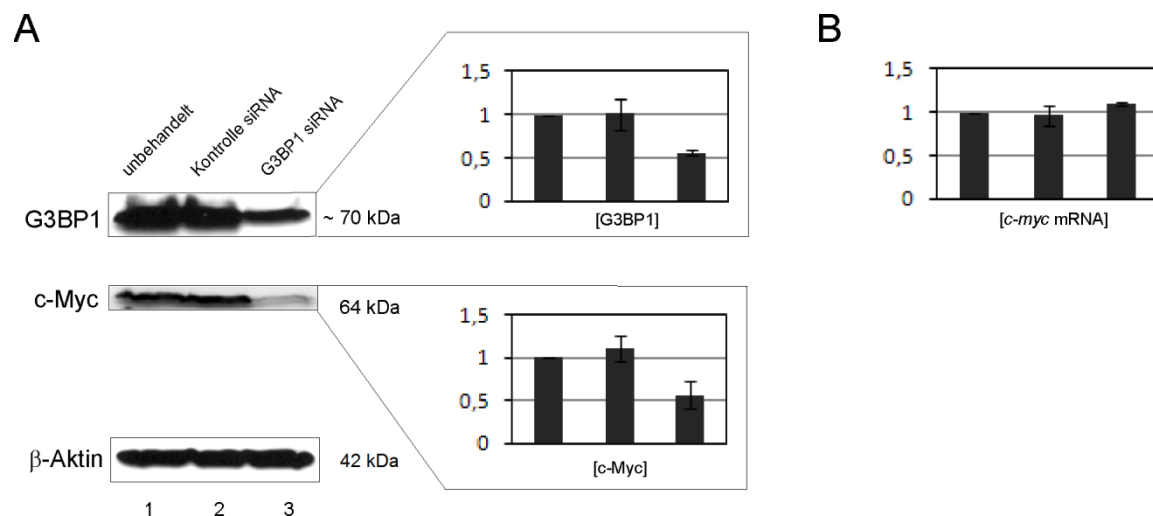 A
unbehandelt
Kontrolle siRNA
G3BP1 siRNA
G3BP1
~ 70 kDa
c-Myc
64 kDa
β-Aktin
42 kDa
1 2 3
1,5
1
0,5
0
[G3BP1]
1,5
1
0,5
0
[c-Myc]
B
1,5
1
0,5
0
[c-myc mRNA]